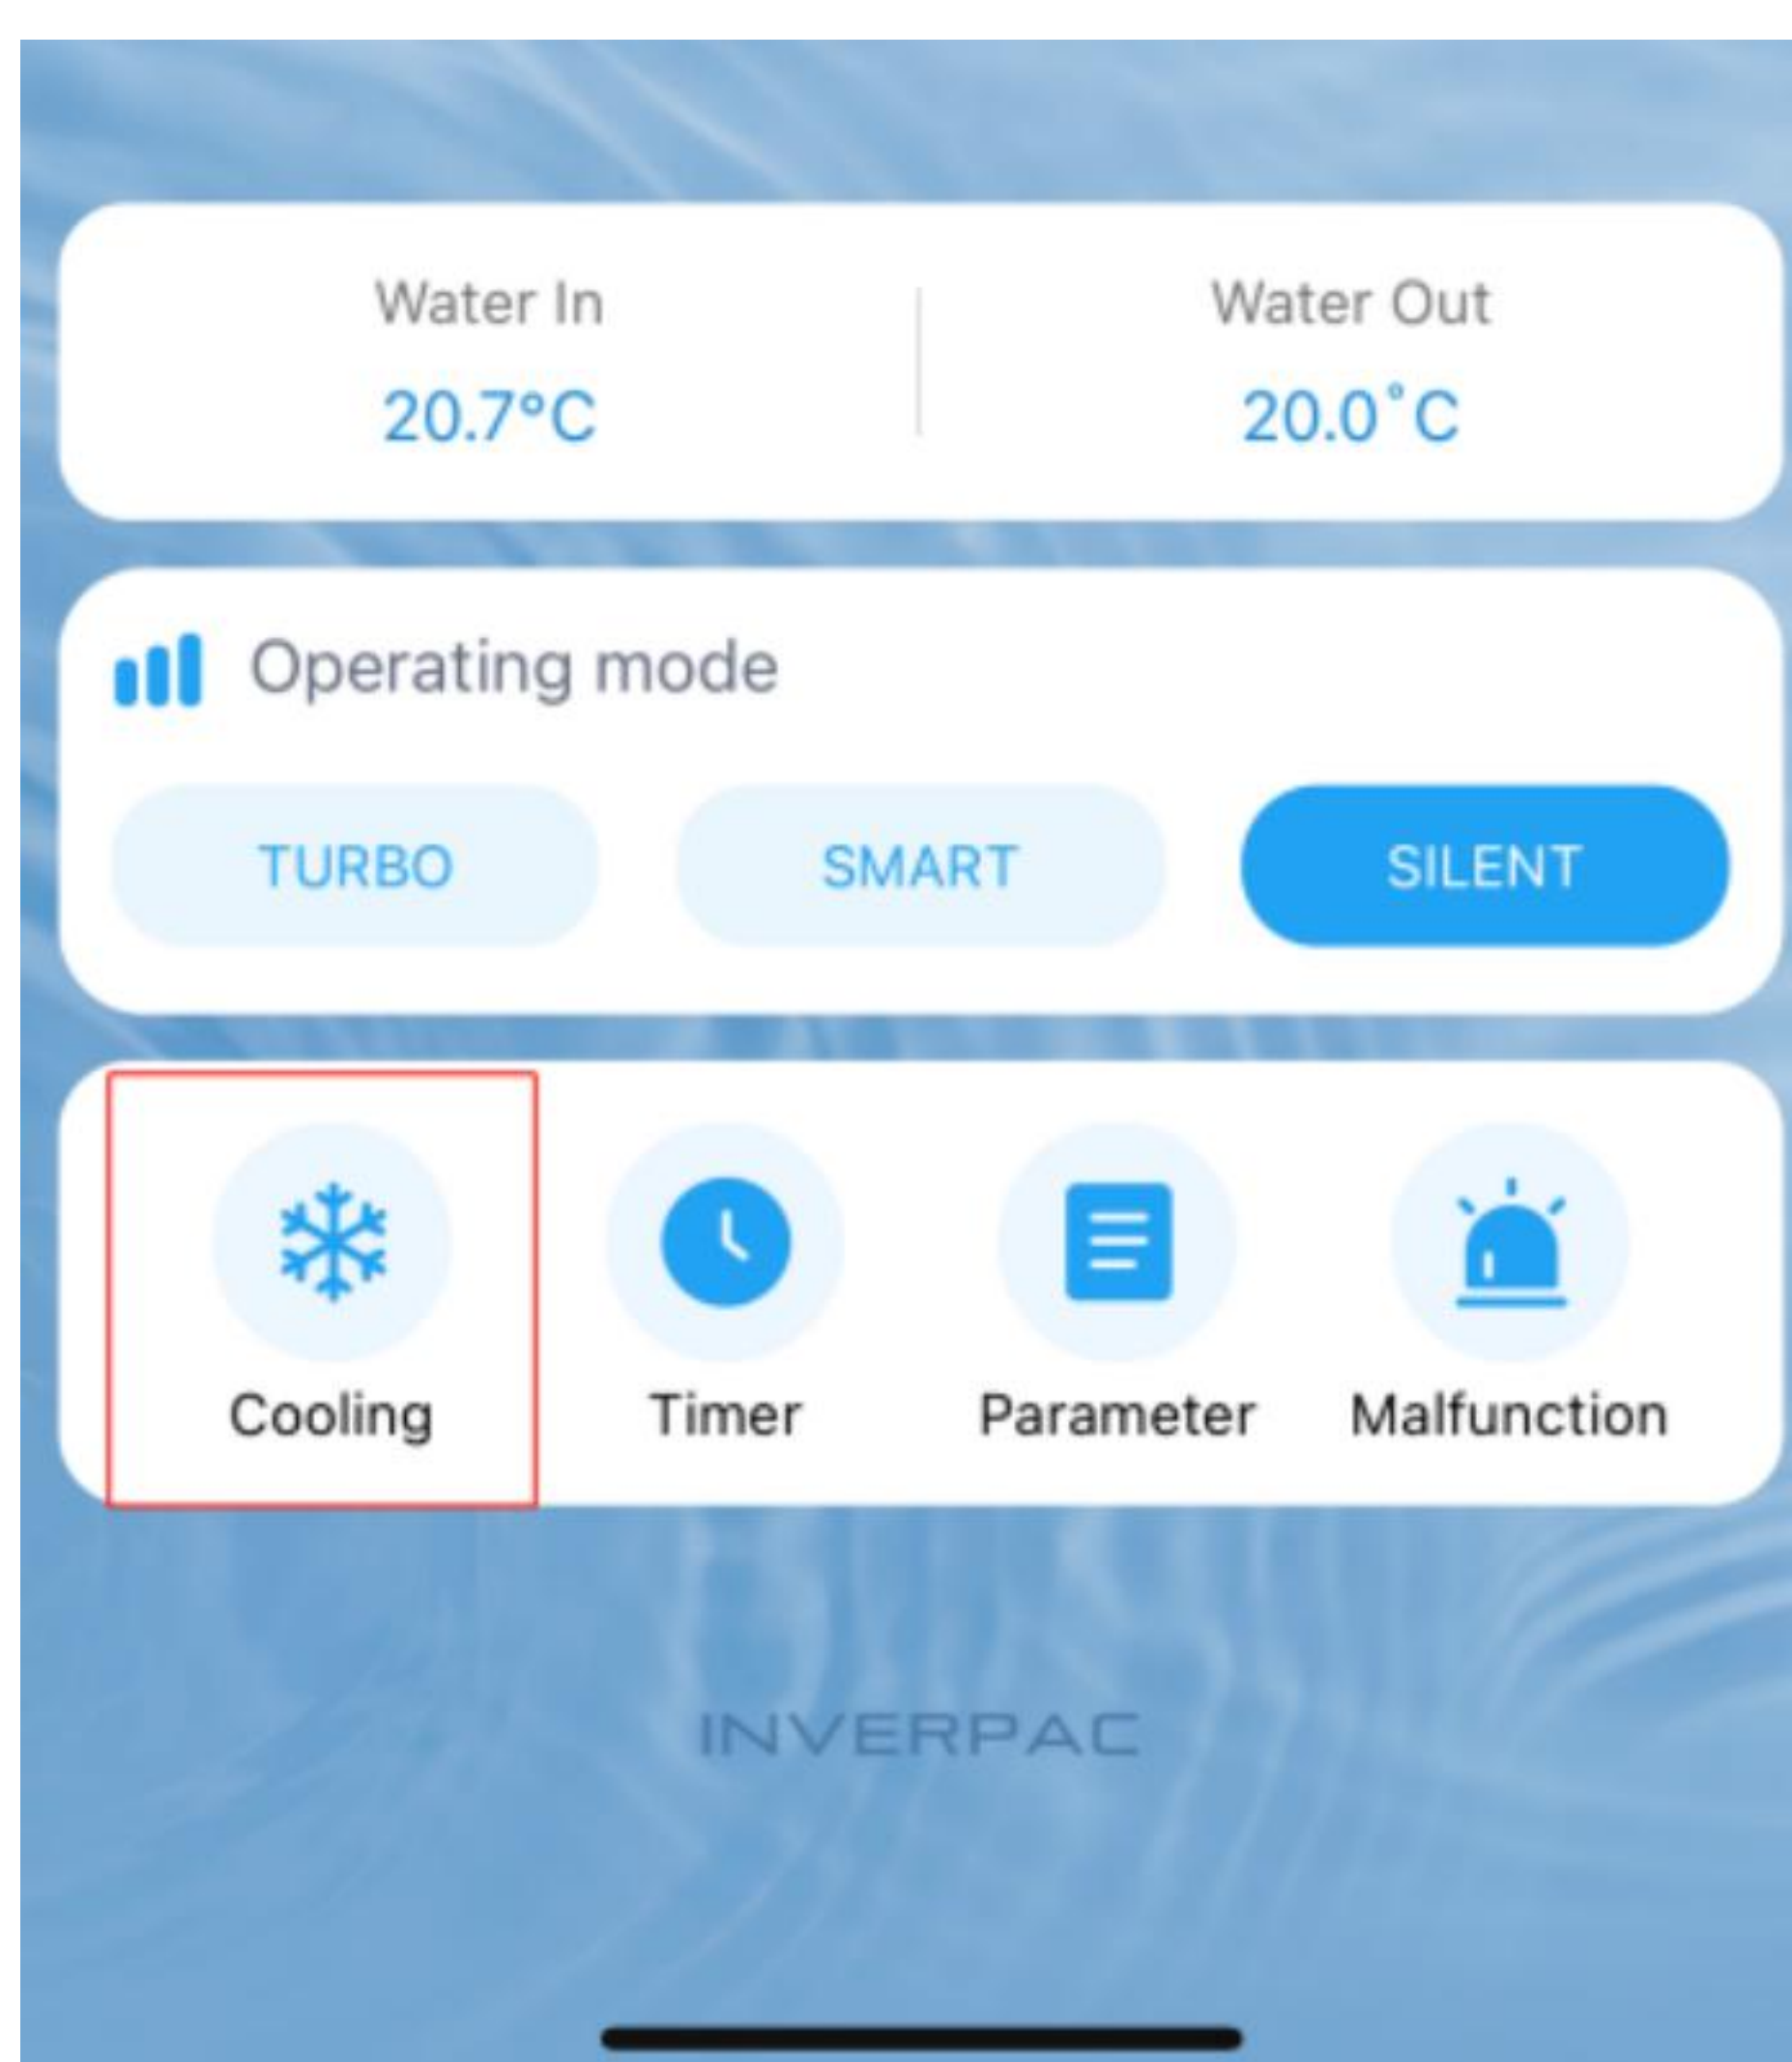 Water In Water Out
20.7°C 20.0°C
Operating mode
TURBO SMART SILENT
Cooling Timer Parameter Malfunction
INVERPAC